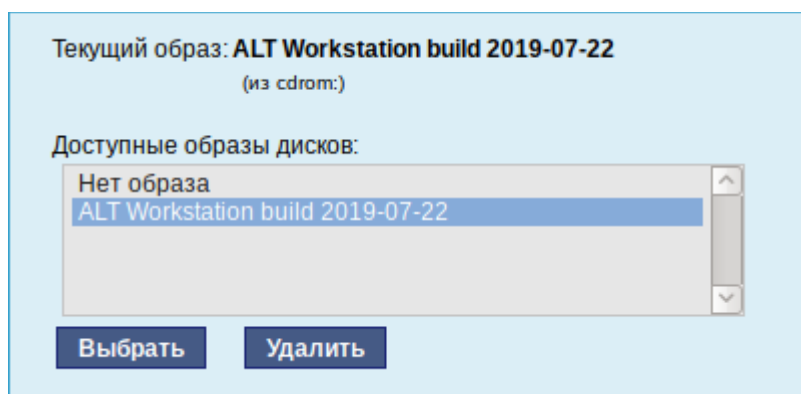 Текущий образ: ALT Workstation build 2019-07-22
(из cdrom:)
Доступные образы дисков:
Нет образа
ALT Workstation build 2019-07-22
Выбрать Удалить